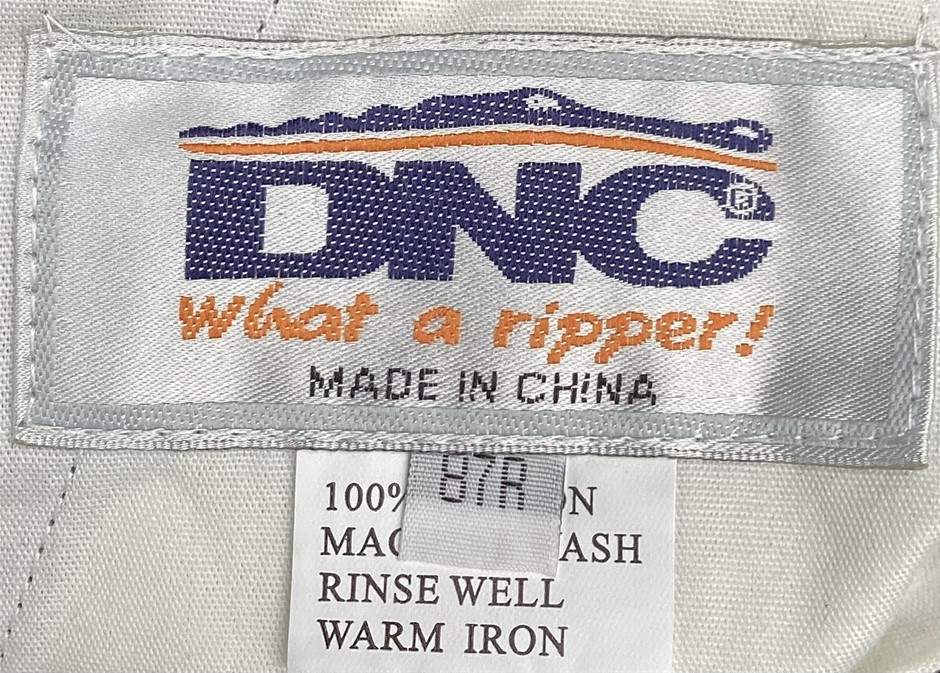 DNC®
What a ripper!
MADE IN CHINA
87R
100% ON
MAC ASH
RINSE WELL
WARM IRON